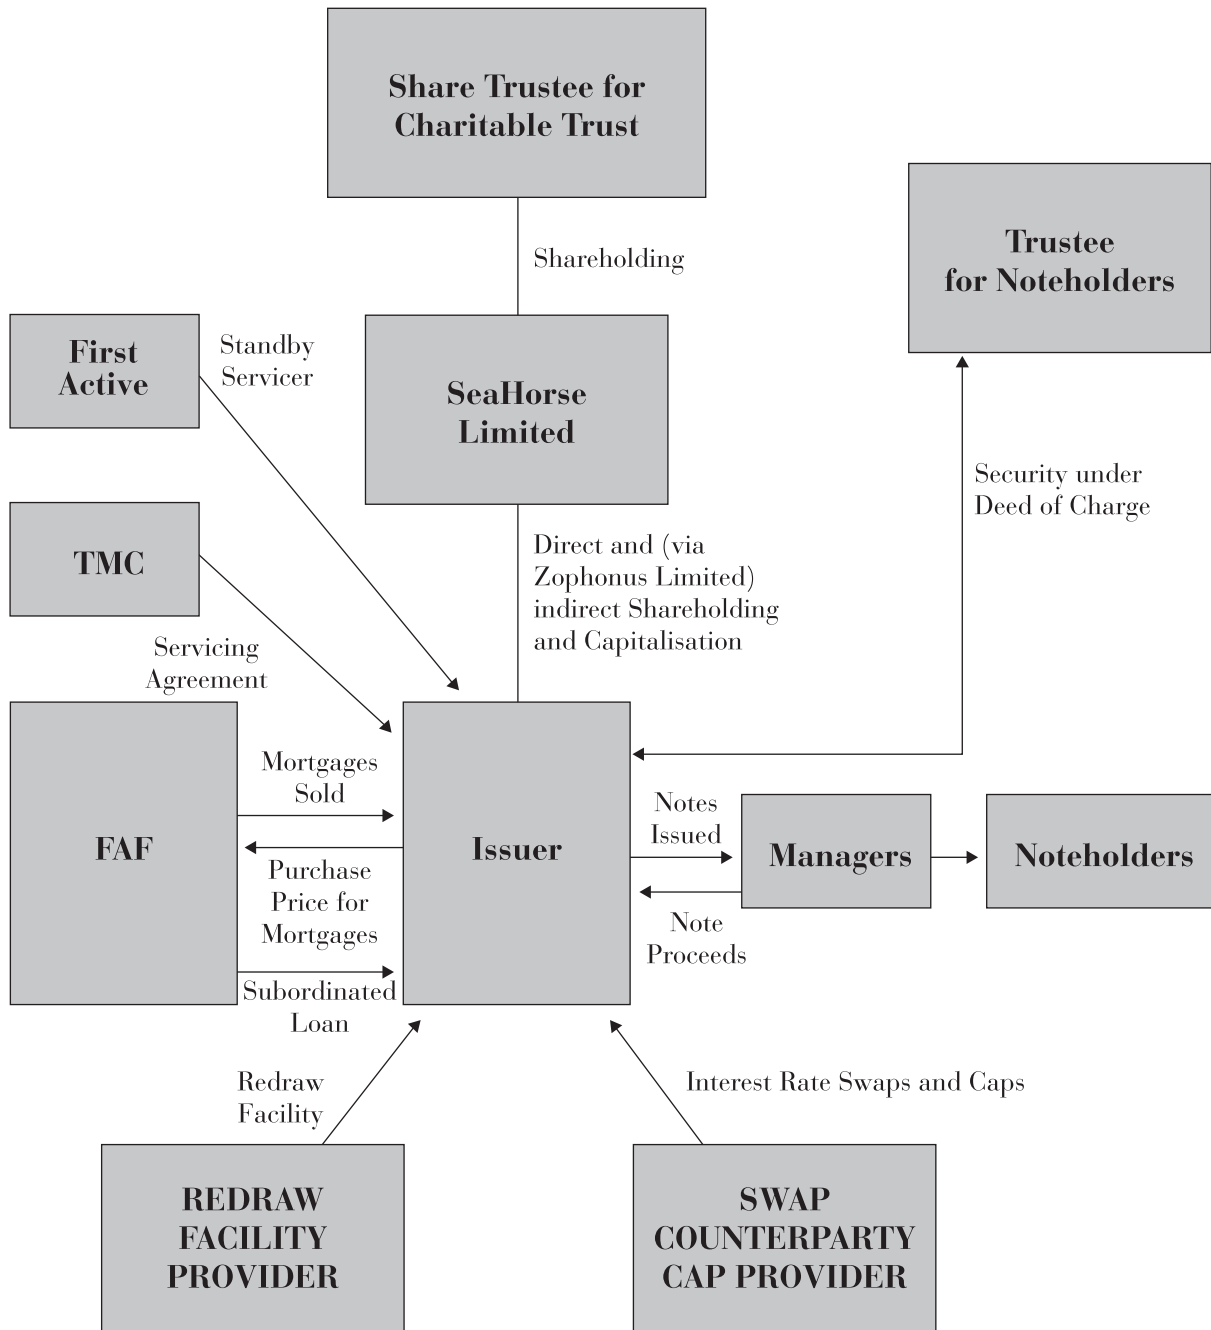 Share Trustee for
Charitable Trust
Trustee
for Noteholders
Shareholding
First
Active
Standby
Servicer
SeaHorse
Limited
Security under
Deed of Charge
TMC
Direct and (via
Zophonus Limited)
indirect Shareholding
and Capitalisation
Servicing
Agreement
FAF
Mortgages
Sold
Purchase
Price for
Mortgages
Subordinated
Loan
Issuer
Notes
Issued
Note
Proceeds
Managers
Noteholders
Redraw
Facility
Interest Rate Swaps and Caps
REDRAW
FACILITY
PROVIDER
SWAP
COUNTERPARTY
CAP PROVIDER